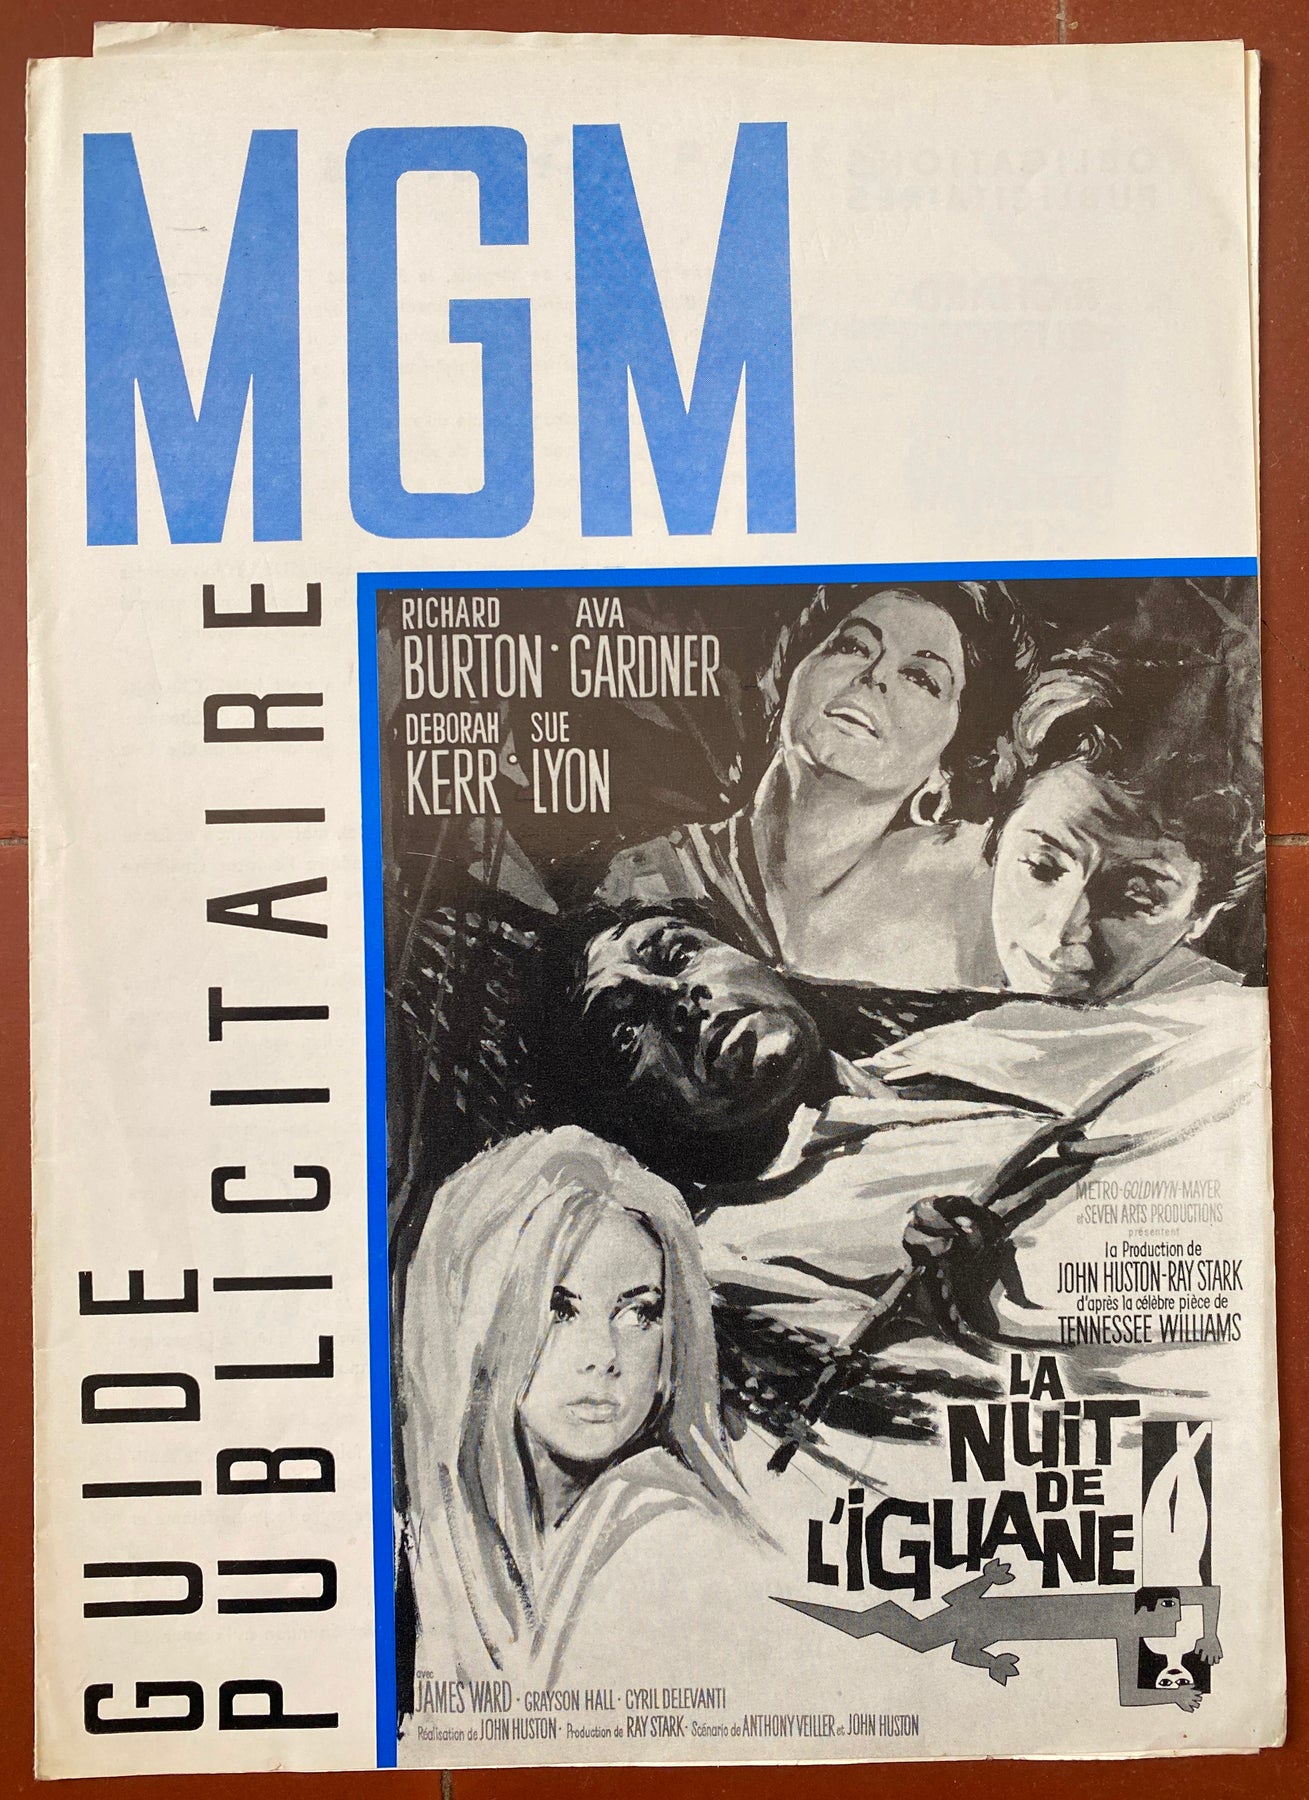 MGM
GUIDE
PUBLICITAIRE
RICHARD AVA
BURTON · GARDNER
DEBORAH SUE
KERR · LYON
METRO-GOLDWYN-MAYER
et SEVEN ARTS PRODUCTIONS
présentent
la Production de
JOHN HUSTON-RAY STARK
d'après la célèbre pièce de
TENNESSEE WILLIAMS
LA
NUiT
DE
L'iGUANE
avec
JAMES WARD · GRAYSON HALL · CYRIL DELEVANTI
Réalisation de JOHN HUSTON · Production de RAY STARK · Scénario de ANTHONY VEILLER et JOHN HUSTON
OBLIGATIONS
PUBLICITAIRES